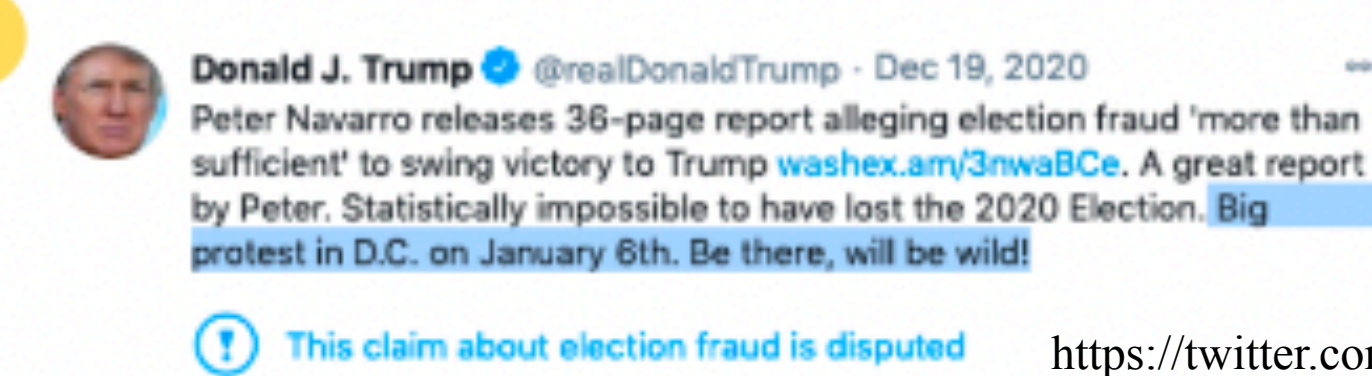 Donald J. Trump @realDonaldTrump · Dec 19, 2020
Peter Navarro releases 36-page report alleging election fraud 'more than
sufficient' to swing victory to Trump washex.am/3nwaBCe. A great report
by Peter. Statistically impossible to have lost the 2020 Election. Big
protest in D.C. on January 6th. Be there, will be wild!
This claim about election fraud is disputed
https://twitter.co